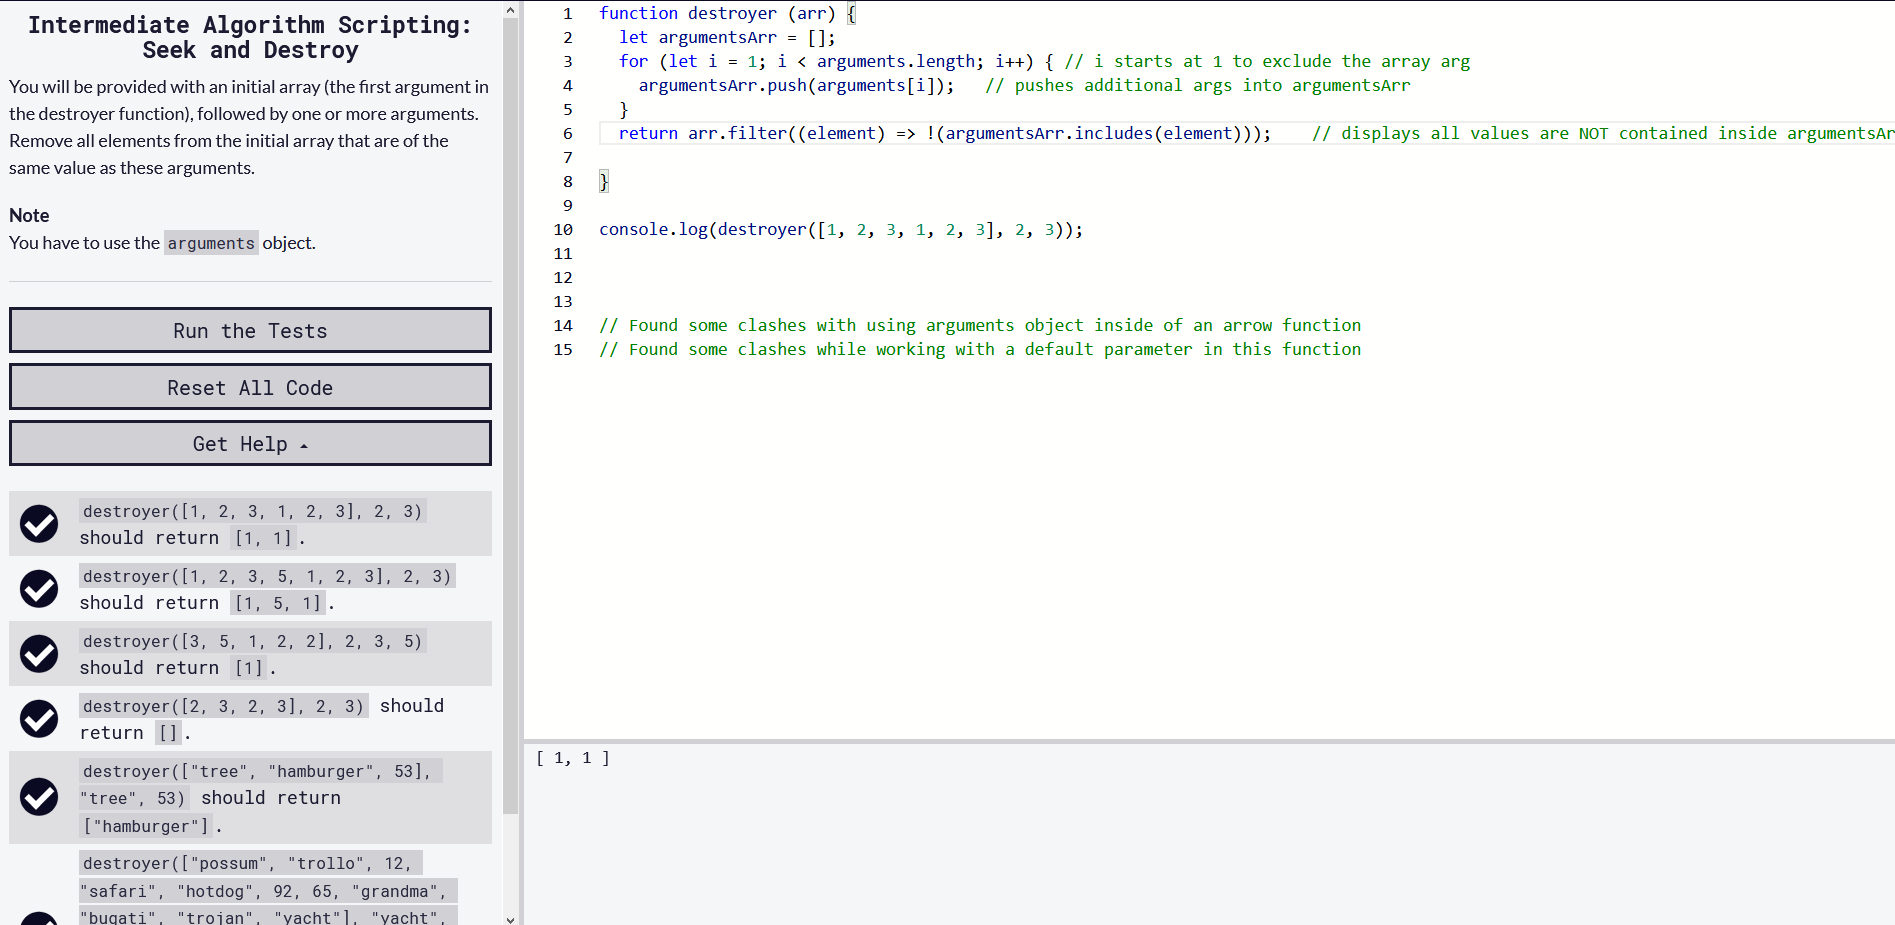 Intermediate Algorithm Scripting:
Seek and Destroy
You will be provided with an initial array (the first argument in
the destroyer function), followed by one or more arguments.
Remove all elements from the initial array that are of the
same value as these arguments.
Note
You have to use the arguments object.
Run the Tests
Reset All Code
Get Help
destroyer([1, 2, 3, 1, 2, 3], 2, 3)
should return [1, 1].
destroyer([1, 2, 3, 5, 1, 2, 3], 2, 3)
should return [1, 5, 1].
destroyer([3, 5, 1, 2, 2], 2, 3, 5)
should return [1].
destroyer([2, 3, 2, 3], 2, 3) should
return [].
destroyer(["tree", "hamburger", 53],
"tree", 53) should return
["hamburger"].
destroyer(["possum", "trollo", 12,
"safari", "hotdog", 92, 65, "grandma",
"bugati", "trojan", "yacht"], "yacht",
1 function destroyer (arr) {
2 let argumentsArr = [];
3 for (let i = 1; i < arguments.length; i++) { // i starts at 1 to exclude the array arg
4 argumentsArr.push(arguments[i]); // pushes additional args into argumentsArr
5 }
6 return arr.filter((element) => !(argumentsArr.includes(element))); // displays all values are NOT contained inside argumentsAr
7
8 }
9
10 console.log(destroyer([1, 2, 3, 1, 2, 3], 2, 3));
11
12
13
14 // Found some clashes with using arguments object inside of an arrow function
15 // Found some clashes while working with a default parameter in this function
[ 1, 1 ]